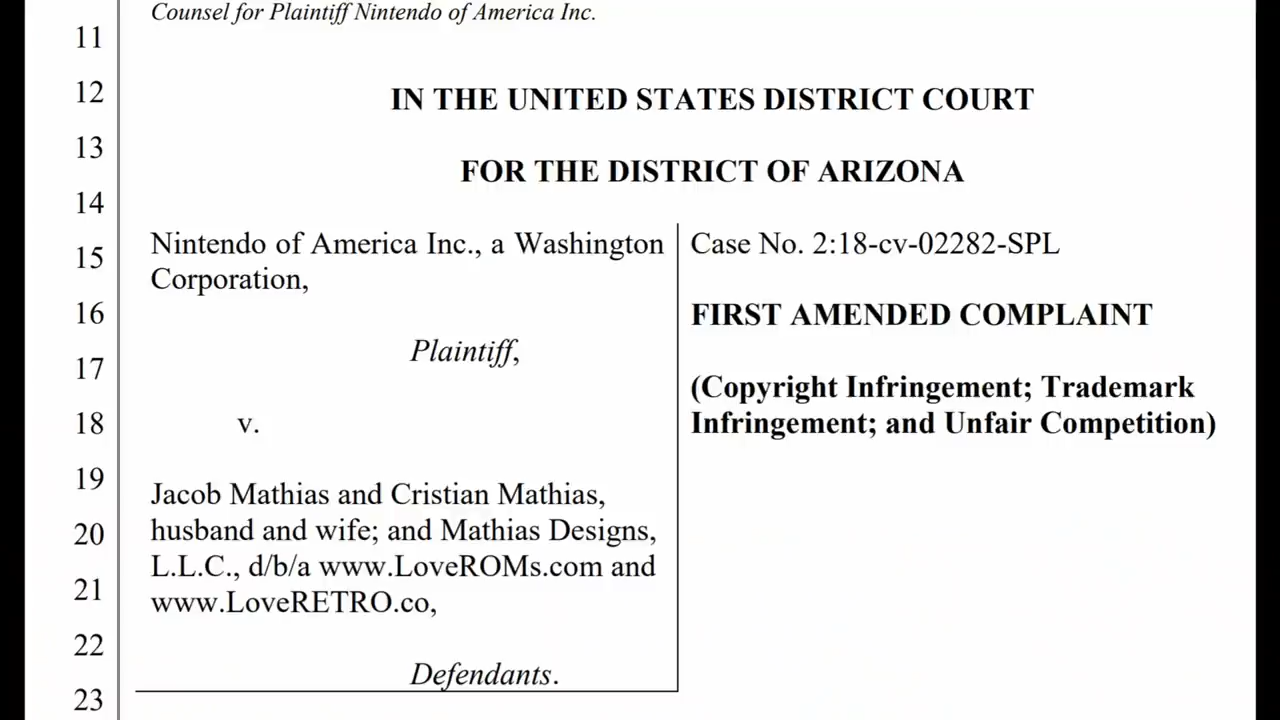 Counsel for Plaintiff Nintendo of America Inc.
11
12
IN THE UNITED STATES DISTRICT COURT
13
FOR THE DISTRICT OF ARIZONA
14
15
Nintendo of America Inc., a Washington
Corporation,
Plaintiff,
v.
Jacob Mathias and Cristian Mathias,
husband and wife; and Mathias Designs,
L.L.C., d/b/a www.LoveROMs.com and
www.LoveRETRO.co,
Defendants.
Case No. 2:18-cv-02282-SPL
FIRST AMENDED COMPLAINT
(Copyright Infringement; Trademark
Infringement; and Unfair Competition)
16
17
18
19
20
21
22
23